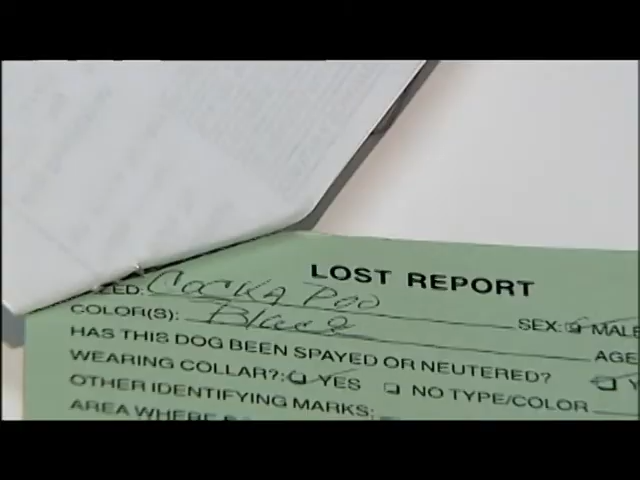 LOST REPORT
ZED: Cocka Poo SEX: MALE
COLOR(S): Black AGE
HAS THIS DOG BEEN SPAYED OR NEUTERED?
WEARING COLLAR?: YES NO TYPE/COLOR
OTHER IDENTIFYING MARKS:
AREA WHERE